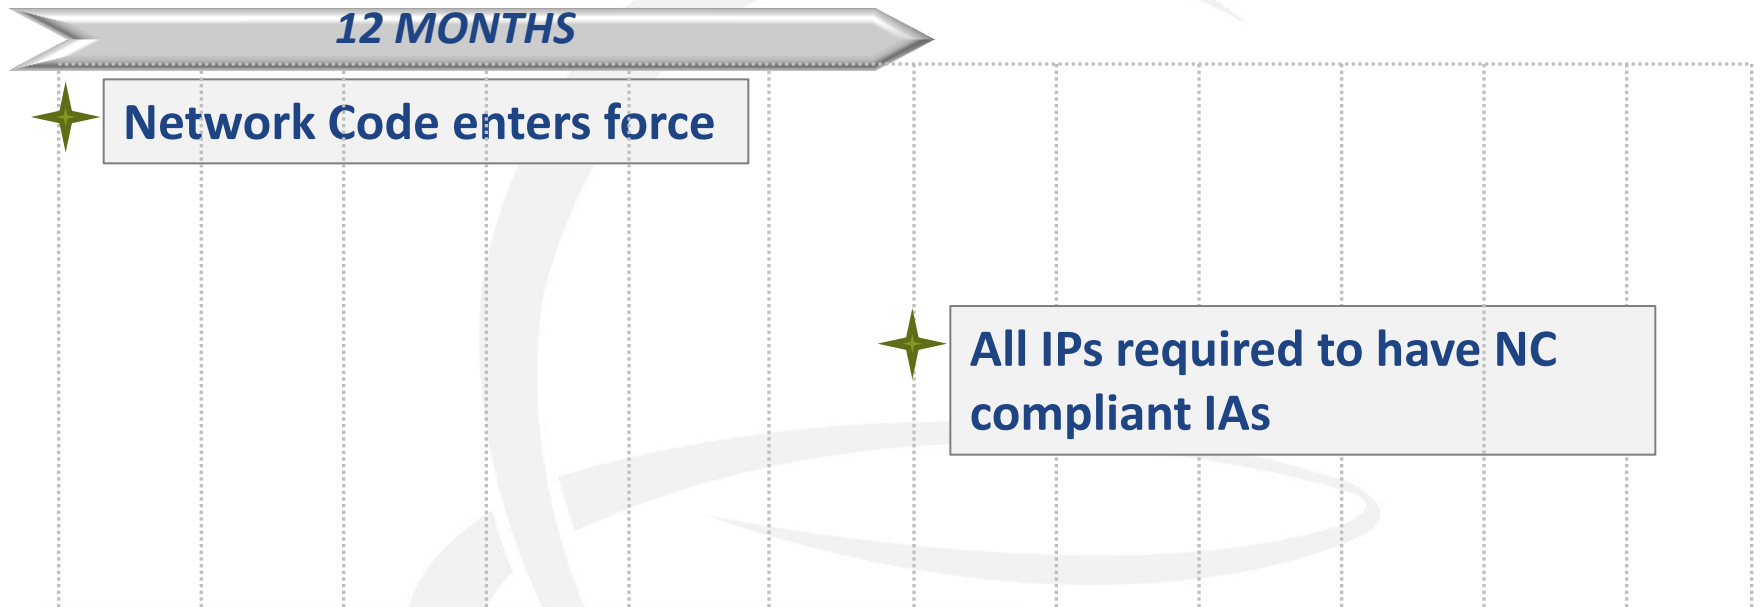 12 MONTHS
Network Code enters force
All IPs required to have NC
compliant IAs